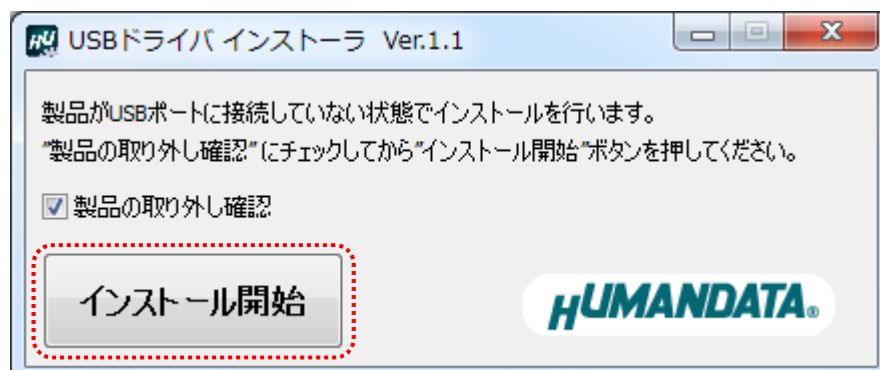 HU USBドライバ インストーラ Ver.1.1
製品がUSBポートに接続していない状態でインストールを行います。
"製品の取り外し確認"にチェックしてから"インストール開始"ボタンを押してください。
製品の取り外し確認
インストール開始
HUMANDATA®